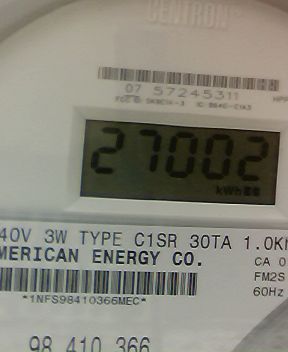 CENTRON
07 57245311
27002
kWh
40V 3W TYPE C1SR 30TA 1.0Kh
MERICAN ENERGY CO. CA 0
FM2S
*1NFS98410366MEC* 60Hz
98 410 366